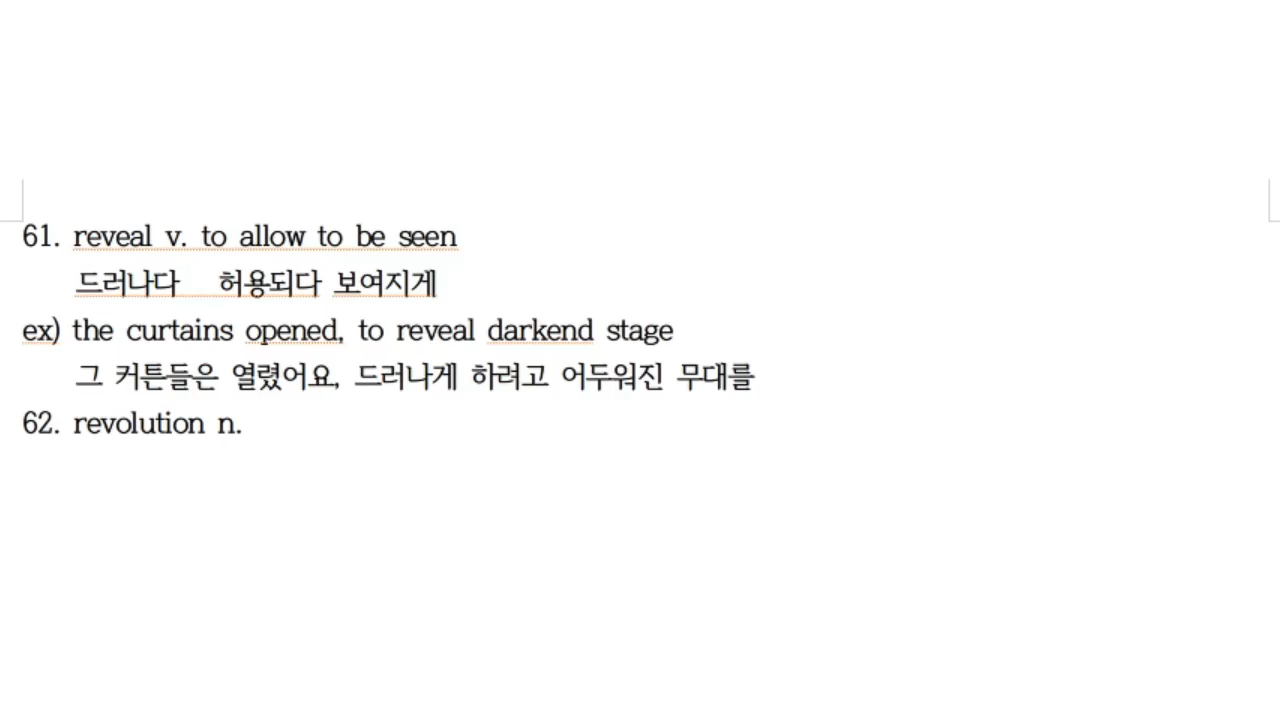 61. reveal v. to allow to be seen
드러나다 허용되다 보여지게
ex) the curtains opened, to reveal darkend stage
그 커튼들은 열렸어요, 드러나게 하려고 어두워진 무대를
62. revolution n.